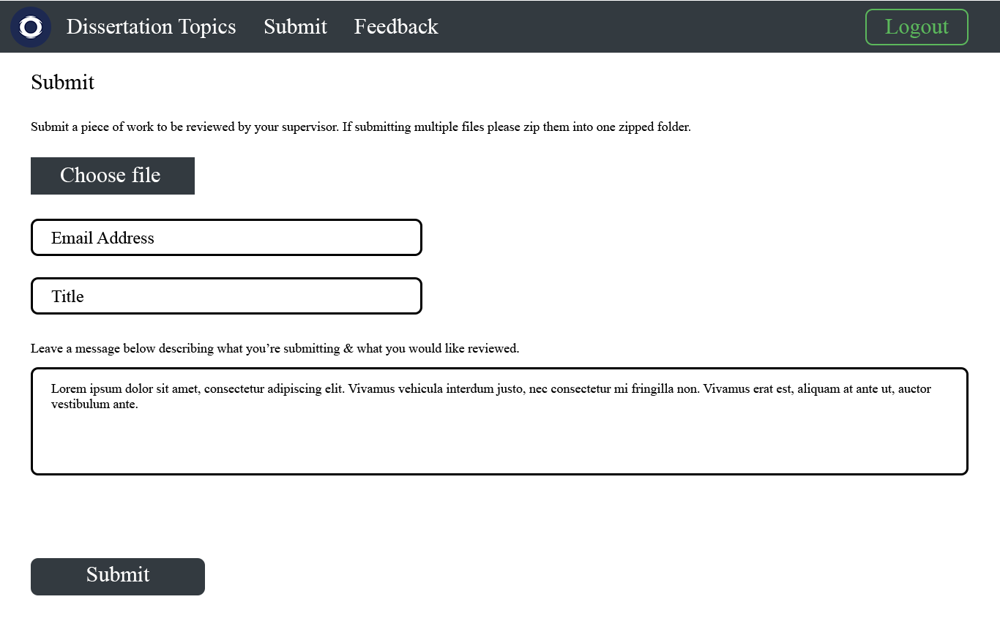 Dissertation Topics Submit Feedback Logout
Submit
Submit a piece of work to be reviewed by your supervisor. If submitting multiple files please zip them into one zipped folder.
Choose file
Email Address
Title
Leave a message below describing what you’re submitting & what you would like reviewed.
Lorem ipsum dolor sit amet, consectetur adipiscing elit. Vivamus vehicula interdum justo, nec consectetur mi fringilla non. Vivamus erat est, aliquam at ante ut, auctor
vestibulum ante.
Submit